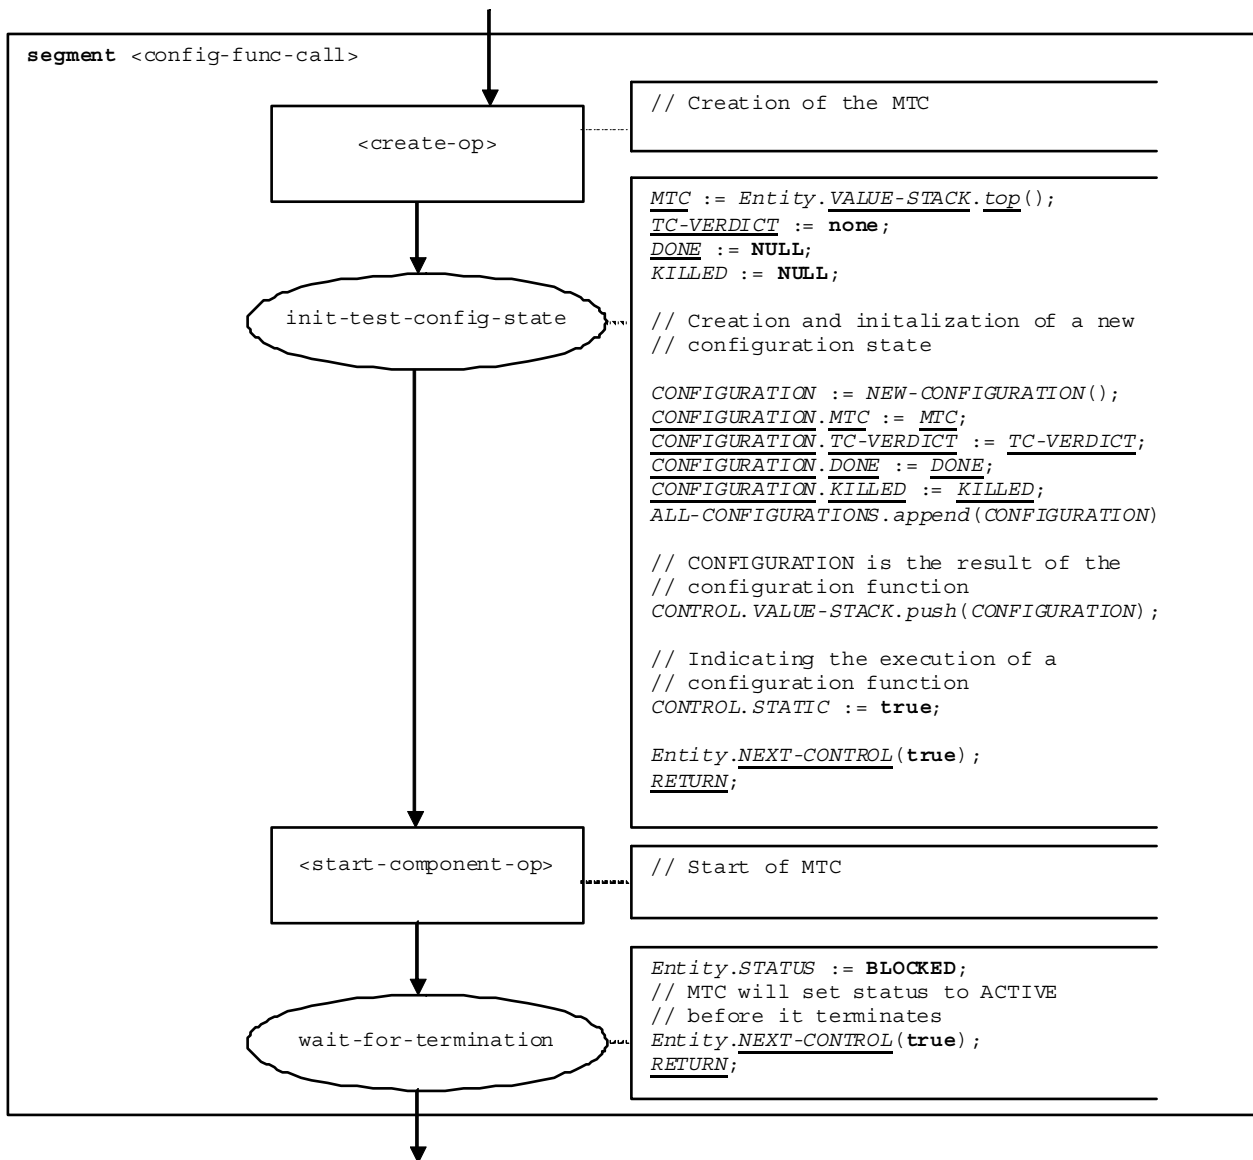 segment <config-func-call>
<create-op>
// Creation of the MTC
init-test-config-state
MTC := Entity.VALUE-STACK.top();
TC-VERDICT := none;
DONE := NULL;
KILLED := NULL;
// Creation and initalization of a new
// configuration state
CONFIGURATION := NEW-CONFIGURATION();
CONFIGURATION.MTC := MTC;
CONFIGURATION.TC-VERDICT := TC-VERDICT;
CONFIGURATION.DONE := DONE;
CONFIGURATION.KILLED := KILLED;
ALL-CONFIGURATIONS.append(CONFIGURATION)
// CONFIGURATION is the result of the
// configuration function
CONTROL.VALUE-STACK.push(CONFIGURATION);
// Indicating the execution of a
// configuration function
CONTROL.STATIC := true;
Entity.NEXT-CONTROL(true);
RETURN;
<start-component-op>
// Start of MTC
wait-for-termination
Entity.STATUS := BLOCKED;
// MTC will set status to ACTIVE
// before it terminates
Entity.NEXT-CONTROL(true);
RETURN;